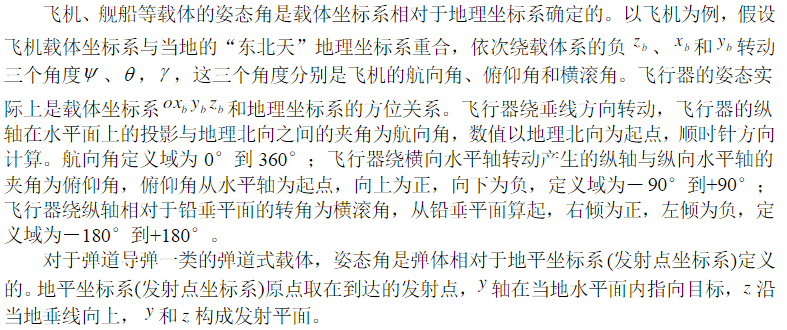 飞机、舰船等载体的姿态角是载体坐标系相对于地理坐标系确定的。以飞机为例，假设
飞机载体坐标系与当地的“东北天”地理坐标系重合，依次绕载体系的负 z_b 、 x_b 和 y_b 转动
三个角度 Ψ 、θ ，γ ，这三个角度分别是飞机的航向角、俯仰角和横滚角。飞行器的姿态实
际上是载体坐标系 ox_b y_b z_b 和地理坐标系的方位关系。飞行器绕垂线方向转动，飞行器的纵
轴在水平面上的投影与地理北向之间的夹角为航向角，数值以地理北向为起点，顺时针方向
计算。航向角定义域为 0° 到 360° ；飞行器绕横向水平轴转动产生的纵轴与纵向水平轴的
夹角为俯仰角，俯仰角从水平轴为起点，向上为正，向下为负，定义域为－90° 到+90° ；
飞行器绕纵轴相对于铅垂平面的转角为横滚角，从铅垂平面算起，右倾为正，左倾为负，定
义域为－180° 到+180° 。
对于弹道导弹一类的弹道式载体，姿态角是弹体相对于地平坐标系(发射点坐标系)定义
的。地平坐标系(发射点坐标系)原点取在到达的发射点， y 轴在当地水平面内指向目标， z 沿
当地垂线向上， y 和 z 构成发射平面。